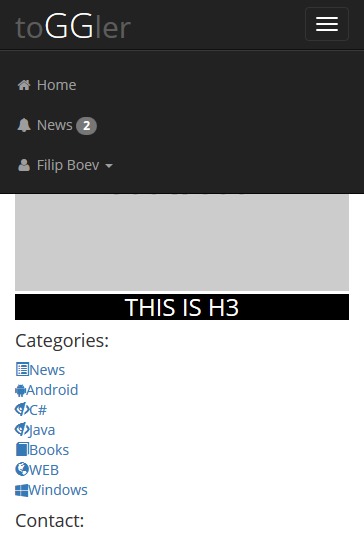 toGGler
Home
News 2
Filip Boev
THIS IS H3
Categories:
News
Android
C#
Java
Books
WEB
Windows
Contact: